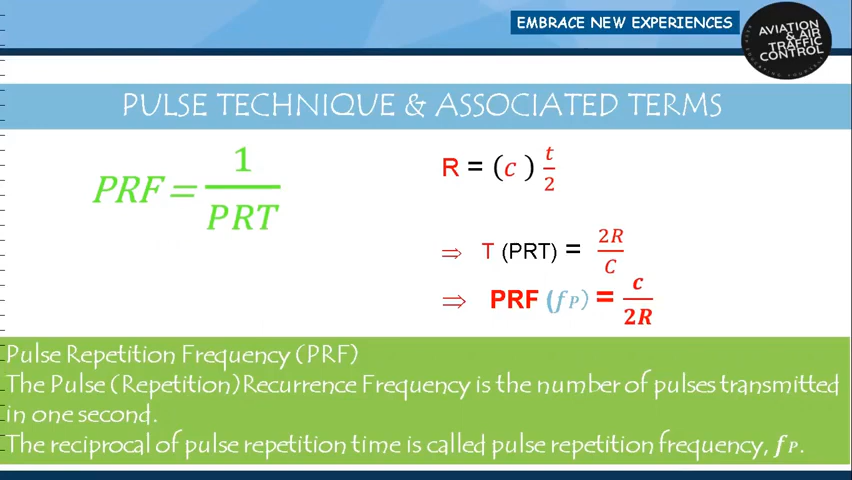 EMBRACE NEW EXPERIENCES
AVIATION
& AIR
TRAFFIC
CONTROL
PULSE TECHNIQUE & ASSOCIATED TERMS
PRF = 1/PRT
R = (c) t/2
⇒ T (PRT) = 2R/C
⇒ PRF (fP) = c/2R
Pulse Repetition Frequency (PRF)
The Pulse (Repetition) Recurrence Frequency is the number of pulses transmitted
in one second.
The reciprocal of pulse repetition time is called pulse repetition frequency, fP.